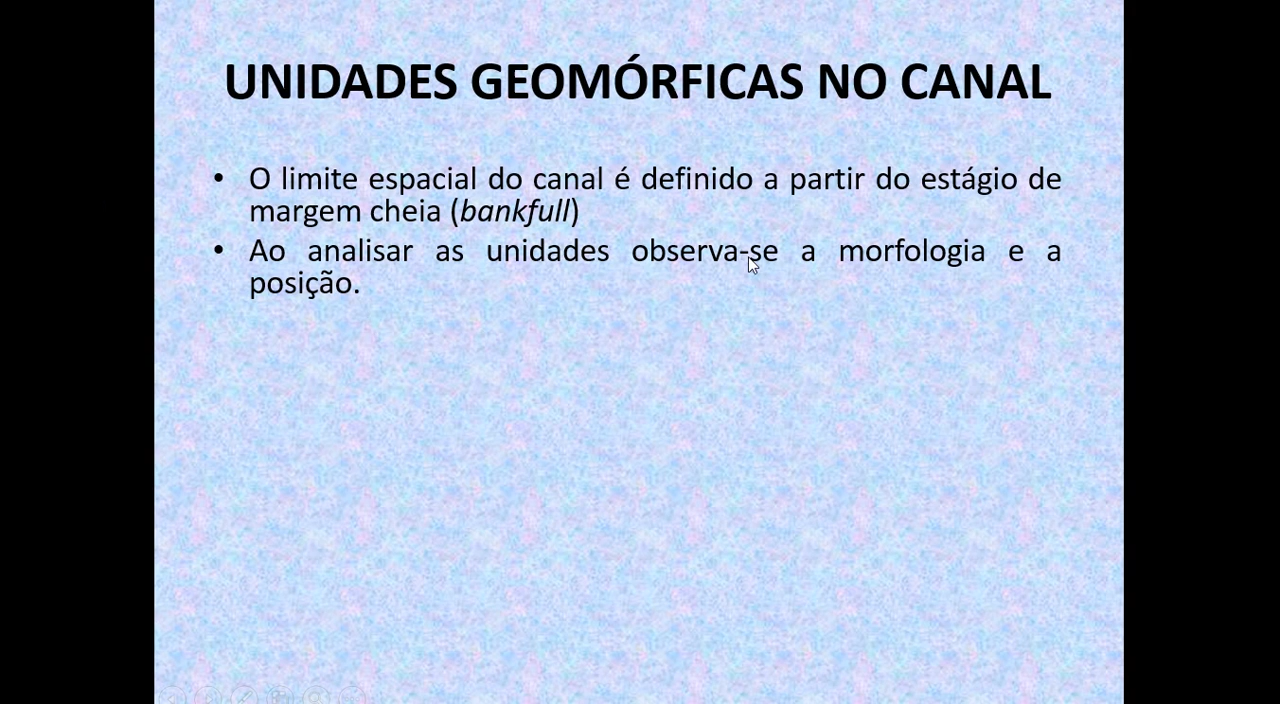 UNIDADES GEOMÓRFICAS NO CANAL
• O limite espacial do canal é definido a partir do estágio de
margem cheia (bankfull)
• Ao analisar as unidades observa-se a morfologia e a
posição.